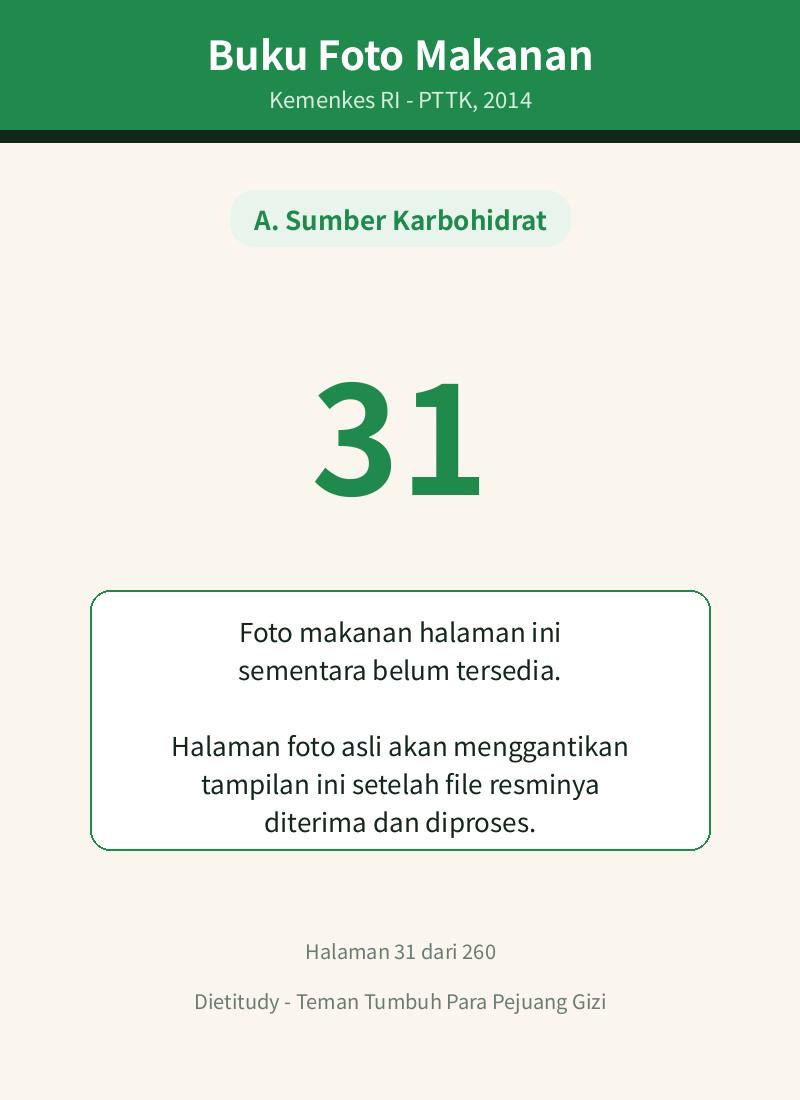 Buku Foto Makanan
Kemenkes RI - PTTK, 2014
A. Sumber Karbohidrat
31
Foto makanan halaman ini
sementara belum tersedia.
Halaman foto asli akan menggantikan
tampilan ini setelah file resminya
diterima dan diproses.
Halaman 31 dari 260
Dietitudy - Teman Tumbuh Para Pejuang Gizi